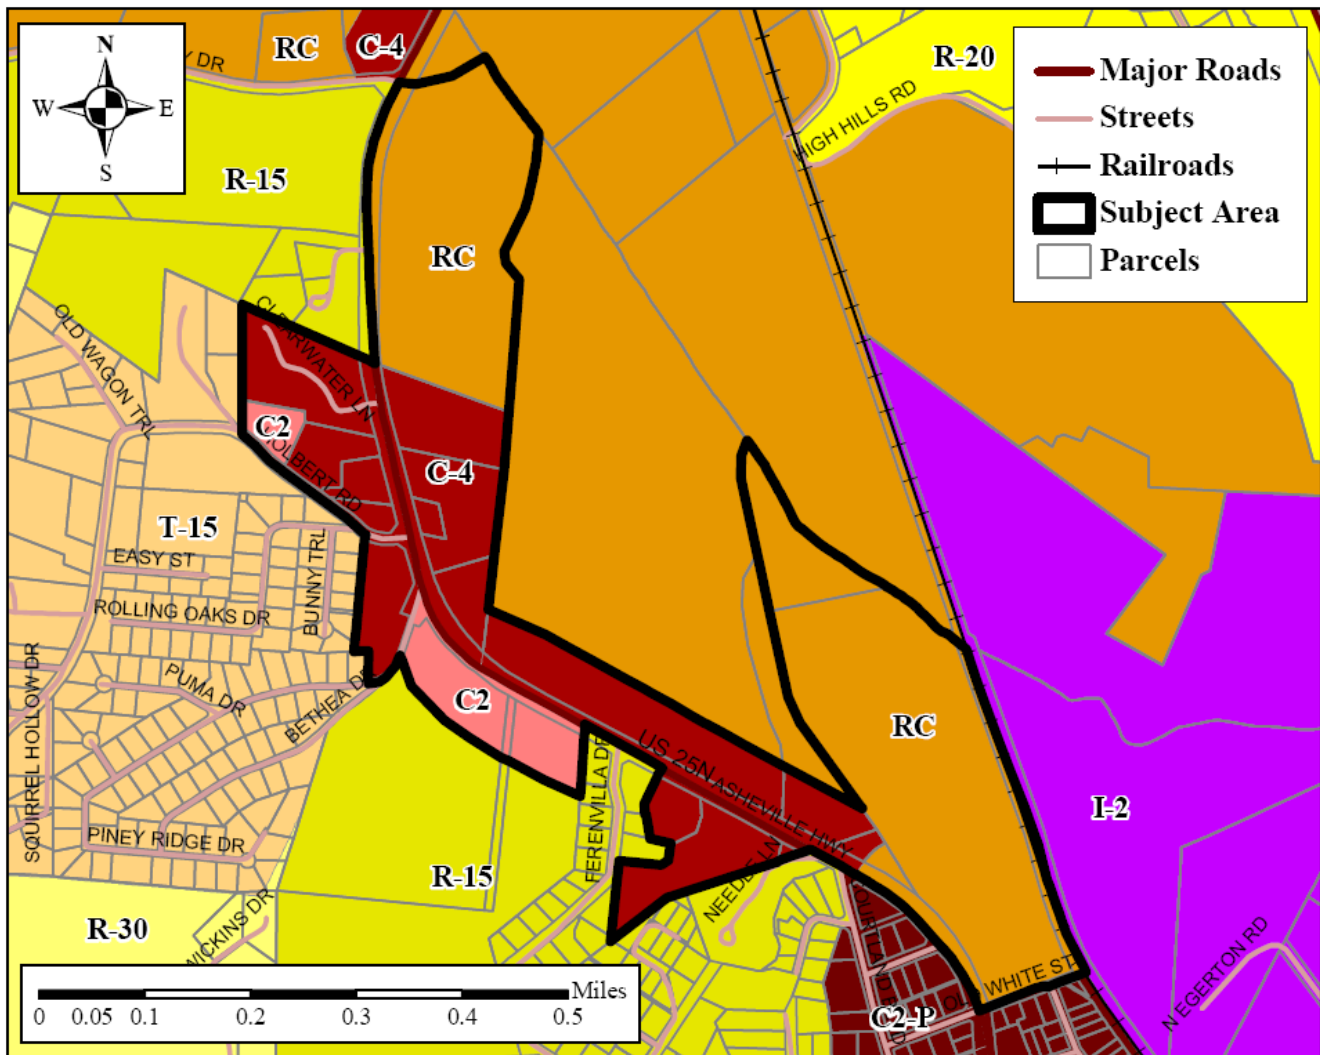 N
W E
S
Y DR
RC
C-4
R-20
HIGH HILLS RD
Major Roads
Streets
Railroads
Subject Area
Parcels
R-15
RC
OLD WAGON TRL
CLEARWATER LN
C2
HOLBERT RD
C-4
T-15
EASY ST
BUNNY TRL
ROLLING OAKS DR
SQUIRREL HOLLOW DR
PUMA DR
BETHEA DR
C2
RC
US 25N ASHEVILLE HWY
I-2
PINEY RIDGE DR
FERENVILLA DR
R-15
NEEDE LN
R-30
WICKINS DR
C2-P
WHITE ST
N EGERTON RD
Miles
0 0.05 0.1 0.2 0.3 0.4 0.5